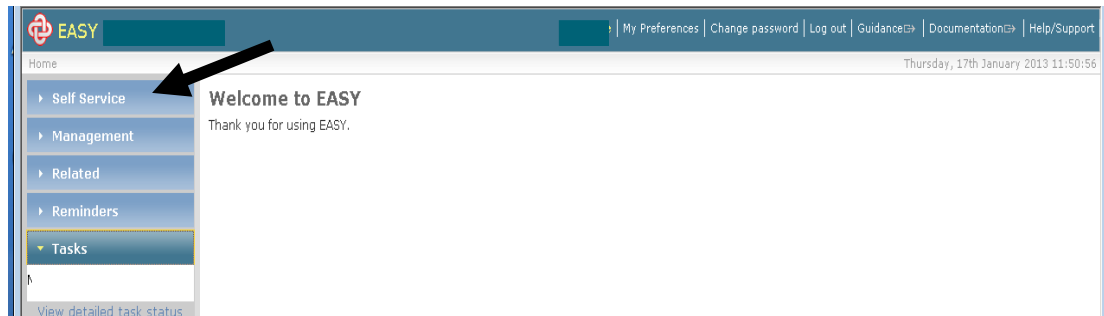 EASY
My Preferences | Change password | Log out | Guidance | Documentation | Help/Support
Home
Thursday, 17th January 2013 11:50:56
Self Service
Management
Related
Reminders
Tasks
View detailed task status
Welcome to EASY
Thank you for using EASY.